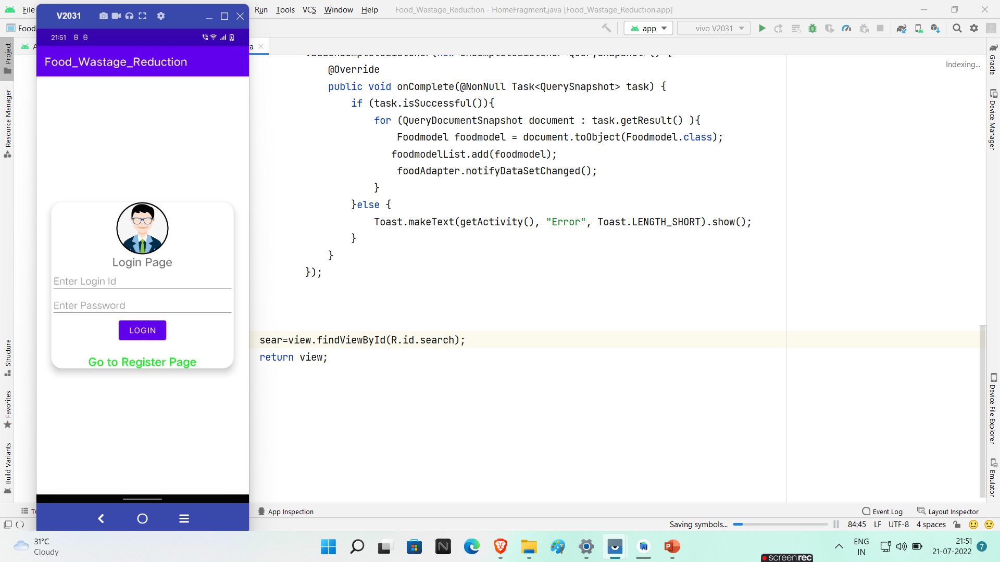 File
V2031
Run Tools VCS Window Help
Food_Wastage_Reduction - HomeFragment.java [Food_Wastage_Reduction.app]
Food
app
vivo V2031
21:51
Food_Wastage_Reduction
Login Page
Enter Login Id
Enter Password
LOGIN
Go to Register Page
@Override
public void onComplete(@NonNull Task<QuerySnapshot> task) {
if (task.isSuccessful()){
for (QueryDocumentSnapshot document : task.getResult() ){
Foodmodel foodmodel = document.toObject(Foodmodel.class);
foodmodelList.add(foodmodel);
foodAdapter.notifyDataSetChanged();
}
}else {
Toast.makeText(getActivity(), "Error", Toast.LENGTH_SHORT).show();
}
}
});
sear=view.findViewById(R.id.search);
return view;
Indexing...
Project
Resource Manager
Structure
Favorites
Build Variants
Gradle
Device Manager
Device File Explorer
Emulator
App Inspection
Event Log
Layout Inspector
Saving symbols...
84:45 LF UTF-8 4 spaces
31°C
Cloudy
ENG
IN
21:51
21-07-2022
7
screenrec